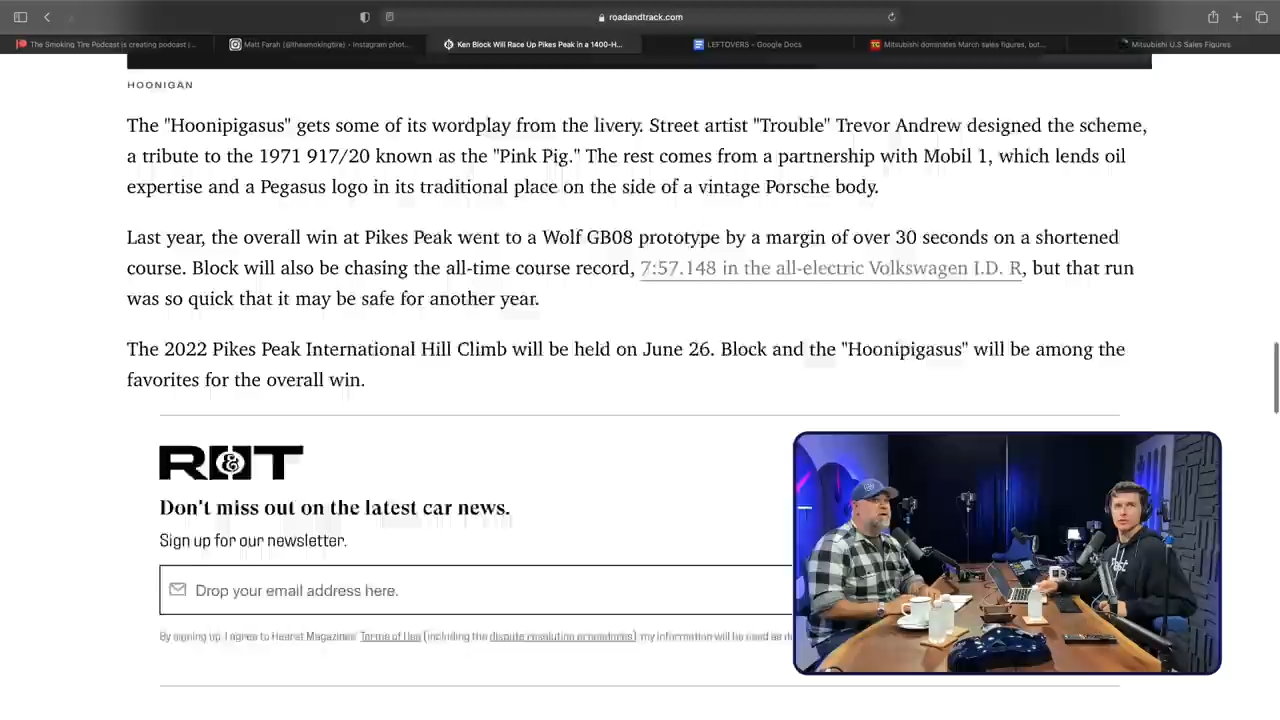 roadandtrack.com
The Smoking Tire Podcast is creating podcast | ...
Matt Farah (@thesmokingtire) • Instagram phot...
Ken Block Will Race Up Pikes Peak in a 1400-H...
LEFTOVERS - Google Docs
Mitsubishi dominates March sales figures, bot...
Mitsubishi U.S Sales Figures
HOONIGAN
The "Hoonipigasus" gets some of its wordplay from the livery. Street artist "Trouble" Trevor Andrew designed the scheme,
a tribute to the 1971 917/20 known as the "Pink Pig." The rest comes from a partnership with Mobil 1, which lends oil
expertise and a Pegasus logo in its traditional place on the side of a vintage Porsche body.
Last year, the overall win at Pikes Peak went to a Wolf GB08 prototype by a margin of over 30 seconds on a shortened
course. Block will also be chasing the all-time course record, 7:57.148 in the all-electric Volkswagen I.D. R, but that run
was so quick that it may be safe for another year.
The 2022 Pikes Peak International Hill Climb will be held on June 26. Block and the "Hoonipigasus" will be among the
favorites for the overall win.
R&T
Don't miss out on the latest car news.
Sign up for our newsletter.
Drop your email address here.
By signing up, I agree to Hearst Magazines' Terms of Use (including the dispute resolution procedures); my information will be used as